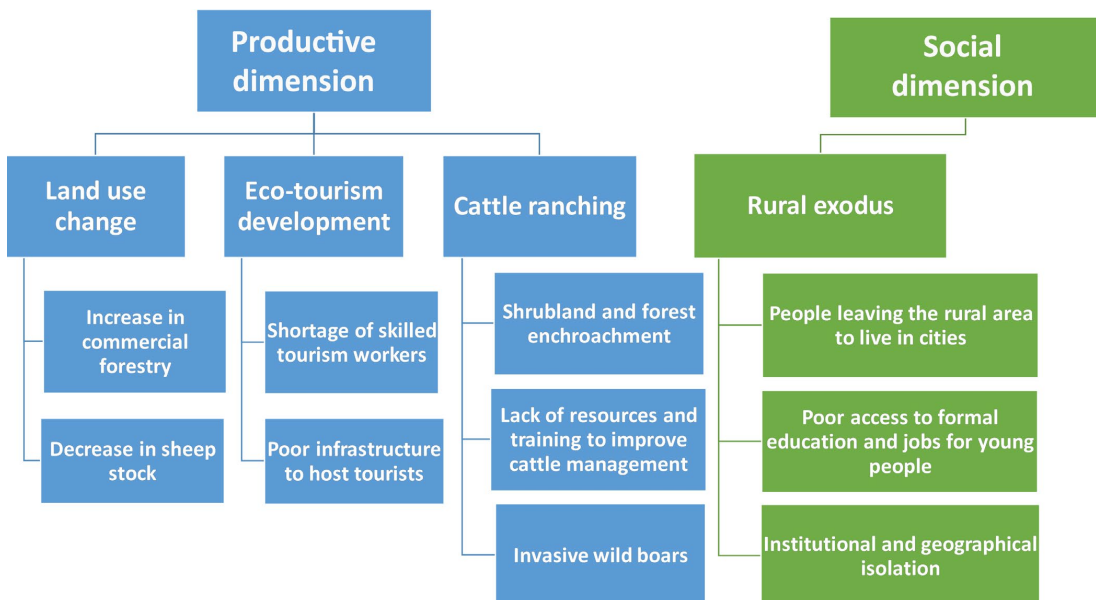 Productive
dimension
Social
dimension
Land use
change
Eco-tourism
development
Cattle ranching
Rural exodus
Increase in
commercial
forestry
Decrease in sheep
stock
Shortage of skilled
tourism workers
Poor infrastructure
to host tourists
Shrubland and forest
enchroachment
Lack of resources and
training to improve
cattle management
Invasive wild boars
People leaving the rural area
to live in cities
Poor access to formal
education and jobs for young
people
Institutional and geographical
isolation